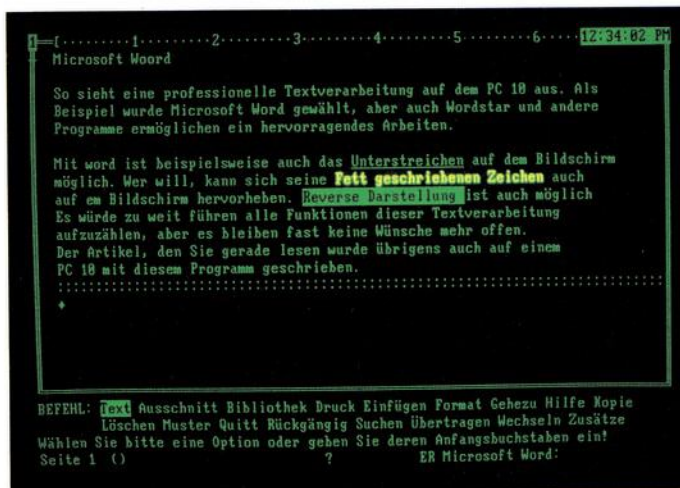 1=[·········1·········2·········3·········4·········5·········6·····12:34:02 PM
Microsoft Woord
So sieht eine professionelle Textverarbeitung auf dem PC 10 aus. Als
Beispiel wurde Microsoft Word gewählt, aber auch Wordstar und andere
Programme ermöglichen ein hervorragendes Arbeiten.
Mit word ist beispielsweise auch das Unterstreichen auf dem Bildschirm
möglich. Wer will, kann sich seine Fett geschriebenen Zeichen auch
auf em Bildschirm hervorheben. Reverse Darstellung ist auch möglich
Es würde zu weit führen alle Funktionen dieser Textverarbeitung
aufzuzählen, aber es bleiben fast keine Wünsche mehr offen.
Der Artikel, den Sie gerade lesen wurde übrigens auch auf einem
PC 10 mit diesem Programm geschrieben.
BEFEHL: Text Ausschnitt Bibliothek Druck Einfügen Format Gehezu Hilfe Kopie
Löschen Muster Quitt Rückgängig Suchen Übertragen Wechseln Zusätze
Wählen Sie bitte eine Option oder geben Sie deren Anfangsbuchstaben ein!
Seite 1 () ? ER Microsoft Word: